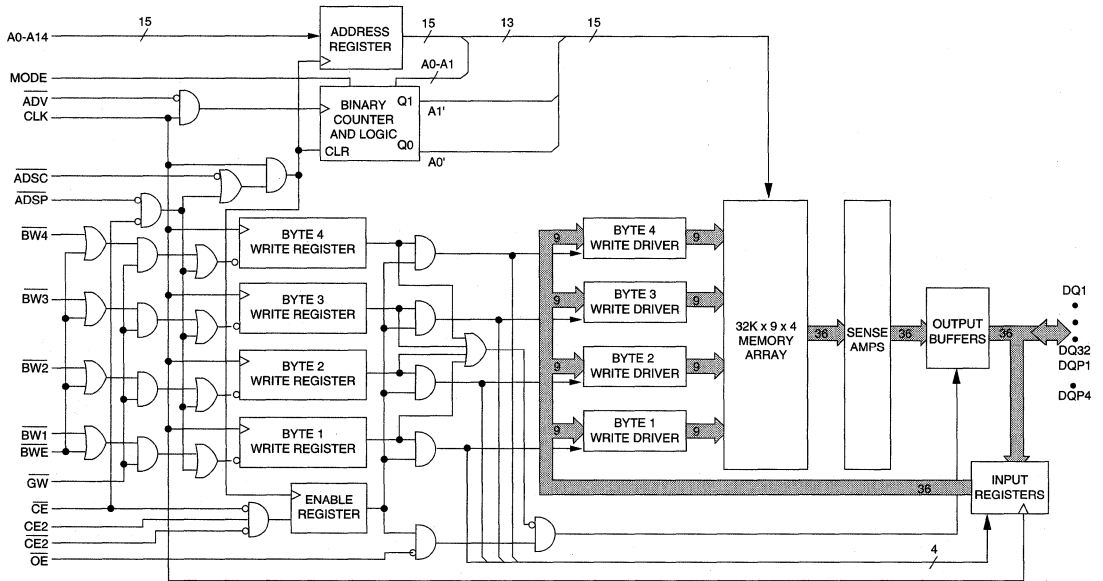 15
ADDRESS
REGISTER
15
13
15
A0-A14
A0-A1
MODE
ADV
CLK
BINARY
COUNTER
AND LOGIC
Q1
Q0
CLR
A1'
A0'
ADSC
ADSP
BW4
BYTE 4
WRITE REGISTER
9
BYTE 4
WRITE DRIVER
9
BW3
BYTE 3
WRITE REGISTER
9
BYTE 3
WRITE DRIVER
9
BW2
BYTE 2
WRITE REGISTER
9
BYTE 2
WRITE DRIVER
9
BW1
BWE
BYTE 1
WRITE REGISTER
9
BYTE 1
WRITE DRIVER
9
32K x 9 x 4
MEMORY
ARRAY
36
SENSE
AMPS
36
OUTPUT
BUFFERS
36
DQ1
DQ32
DQP1
DQP4
GW
CE
CE2
CE2
OE
ENABLE
REGISTER
36
INPUT
REGISTERS
4